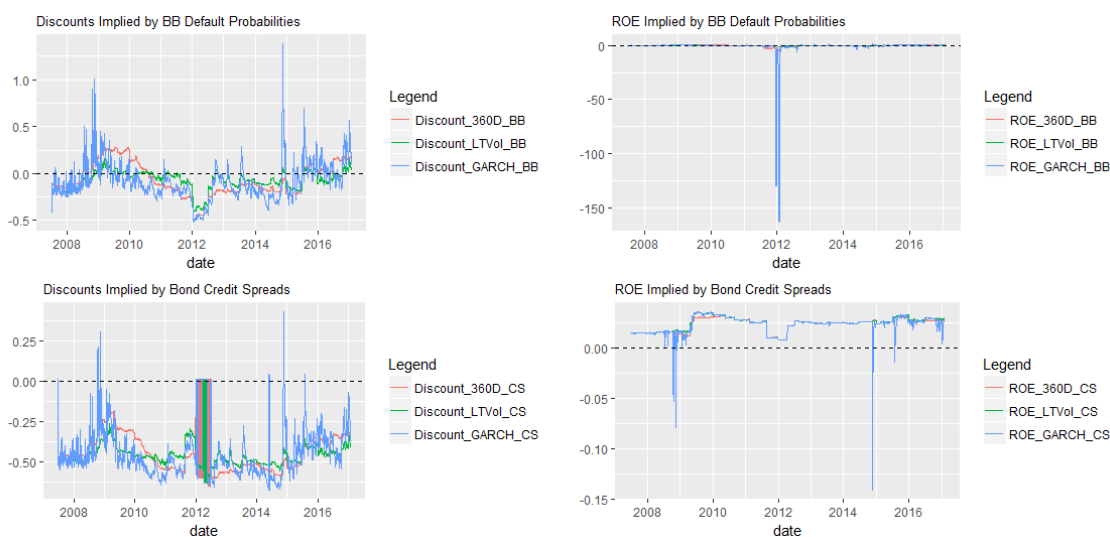 Discounts Implied by BB Default Probabilities
1.0
0.5
0.0
-0.5
2008 2010 2012 2014 2016
date
Legend
Discount_360D_BB
Discount_LTVol_BB
Discount_GARCH_BB
ROE Implied by BB Default Probabilities
0
-50
-100
-150
2008 2010 2012 2014 2016
date
Legend
ROE_360D_BB
ROE_LTVol_BB
ROE_GARCH_BB
Discounts Implied by Bond Credit Spreads
0.25
0.00
-0.25
-0.50
2008 2010 2012 2014 2016
date
Legend
Discount_360D_CS
Discount_LTVol_CS
Discount_GARCH_CS
ROE Implied by Bond Credit Spreads
0.00
-0.05
-0.10
-0.15
2008 2010 2012 2014 2016
date
Legend
ROE_360D_CS
ROE_LTVol_CS
ROE_GARCH_CS